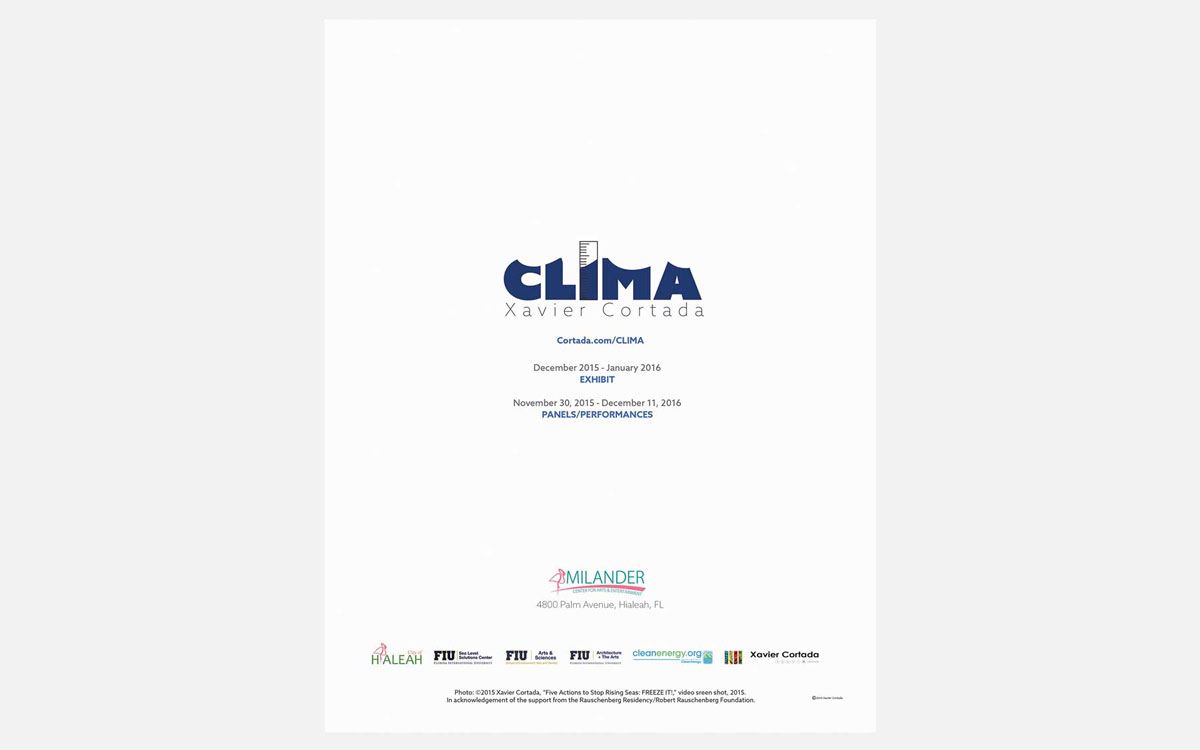 CLIMA
Xavier Cortada
Cortada.com/CLIMA
December 2015 - January 2016
EXHIBIT
November 30, 2015 - December 11, 2016
PANELS/PERFORMANCES
MILANDER
CENTER FOR ARTS & ENTERTAINMENT
4800 Palm Avenue, Hialeah, FL
City of
HIALEAH
FIU Sea Level
Solutions Center
FLORIDA INTERNATIONAL UNIVERSITY
FIU Arts &
Sciences
FIU Architecture
+ The Arts
FLORIDA INTERNATIONAL UNIVERSITY
cleanenergy.org
Xavier Cortada
Photo: ©2015 Xavier Cortada, "Five Actions to Stop Rising Seas: FREEZE IT!," video sreen shot, 2015.
In acknowledgement of the support from the Rauschenberg Residency/Robert Rauschenberg Foundation.